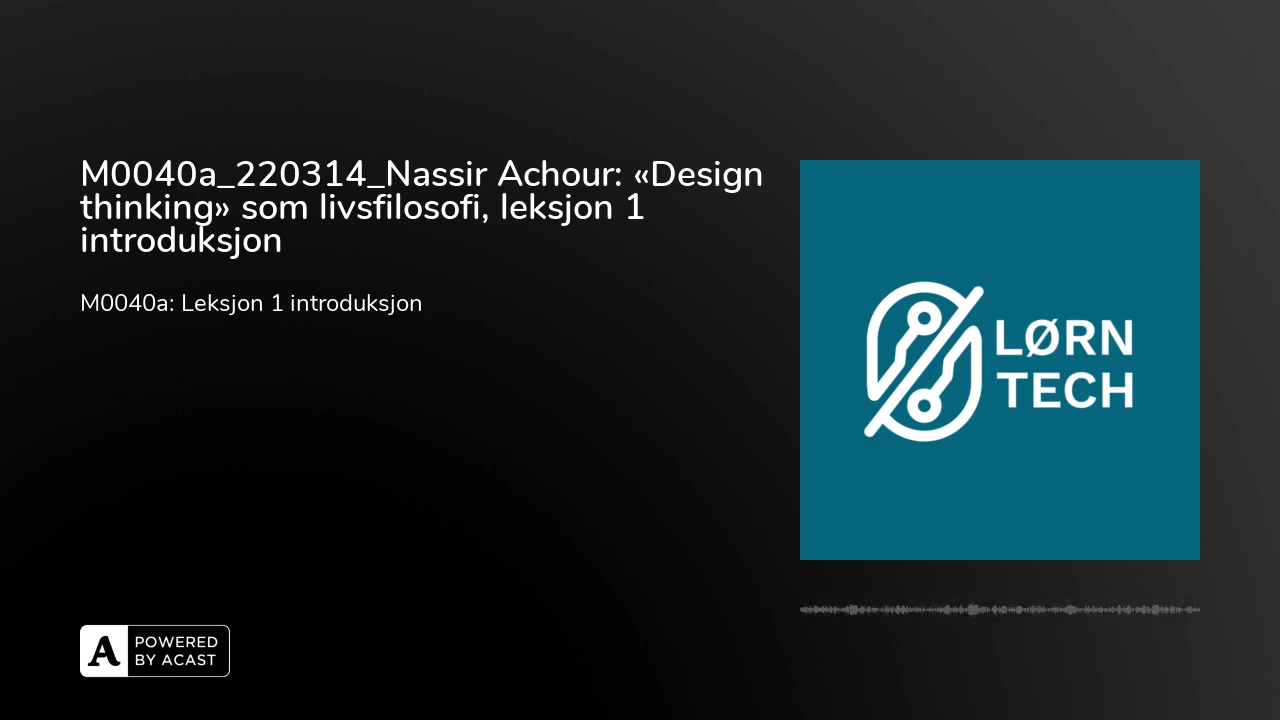 M0040a_220314_Nassir Achour: «Design
thinking» som livsfilosofi, leksjon 1
introduksjon
M0040a: Leksjon 1 introduksjon
LØRN
TECH
A
POWERED
BY ACAST